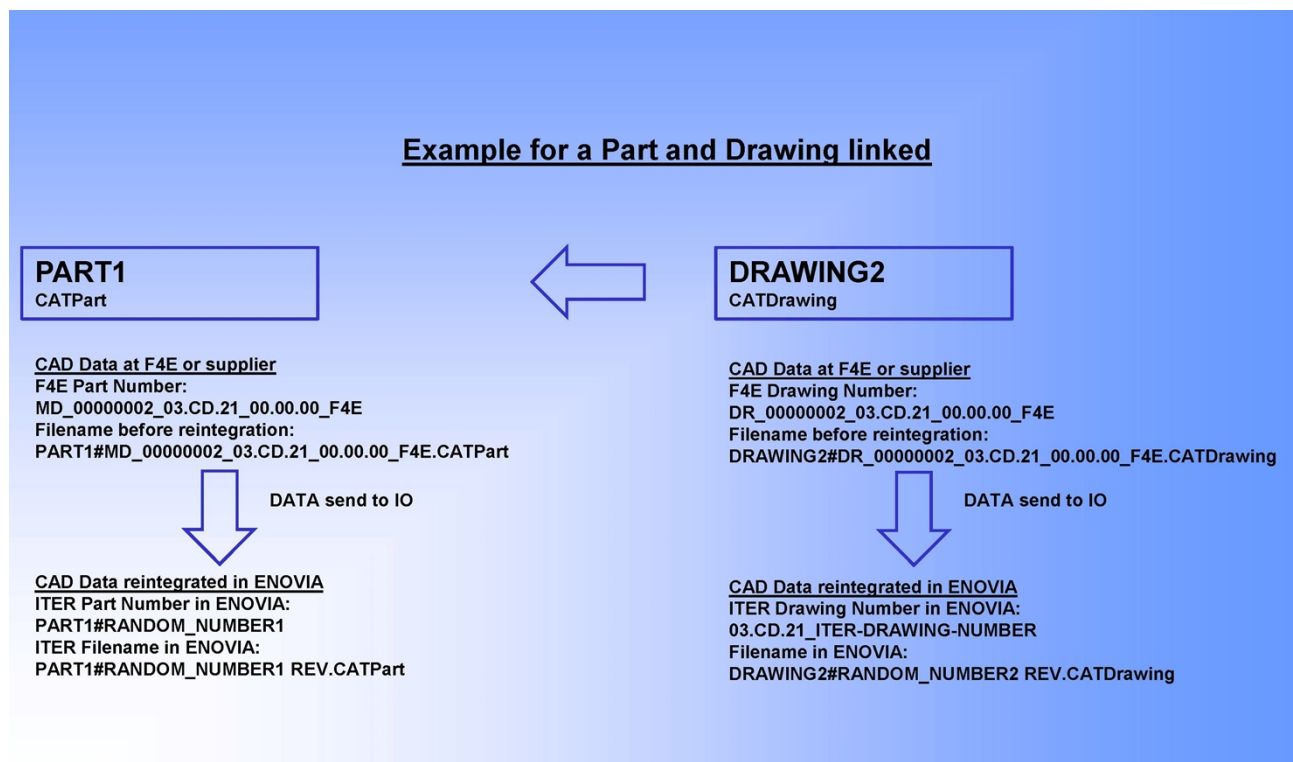 Example for a Part and Drawing linked
PART1
CATPart
CAD Data at F4E or supplier
F4E Part Number:
MD_00000002_03.CD.21_00.00.00_F4E
Filename before reintegration:
PART1#MD_00000002_03.CD.21_00.00.00_F4E.CATPart
DATA send to IO
CAD Data reintegrated in ENOVIA
ITER Part Number in ENOVIA:
PART1#RANDOM_NUMBER1
ITER Filename in ENOVIA:
PART1#RANDOM_NUMBER1 REV.CATPart
DRAWING2
CATDrawing
CAD Data at F4E or supplier
F4E Drawing Number:
DR_00000002_03.CD.21_00.00.00_F4E
Filename before reintegration:
DRAWING2#DR_00000002_03.CD.21_00.00.00_F4E.CATDrawing
DATA send to IO
CAD Data reintegrated in ENOVIA
ITER Drawing Number in ENOVIA:
03.CD.21_ITER-DRAWING-NUMBER
Filename in ENOVIA:
DRAWING2#RANDOM_NUMBER2 REV.CATDrawing